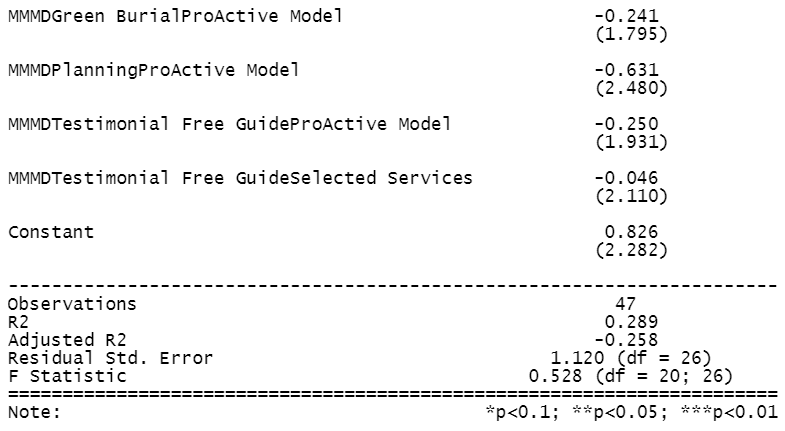 MMMDGreen BurialProActive Model -0.241
(1.795)
MMMDPlanningProActive Model -0.631
(2.480)
MMMDTestimonial Free GuideProActive Model -0.250
(1.931)
MMMDTestimonial Free GuideSelected Services -0.046
(2.110)
Constant 0.826
(2.282)
-----------------------------------------------------------------------
Observations 47
R2 0.289
Adjusted R2 -0.258
Residual Std. Error 1.120 (df = 26)
F Statistic 0.528 (df = 20; 26)
=======================================================================
Note: *p<0.1; **p<0.05; ***p<0.01